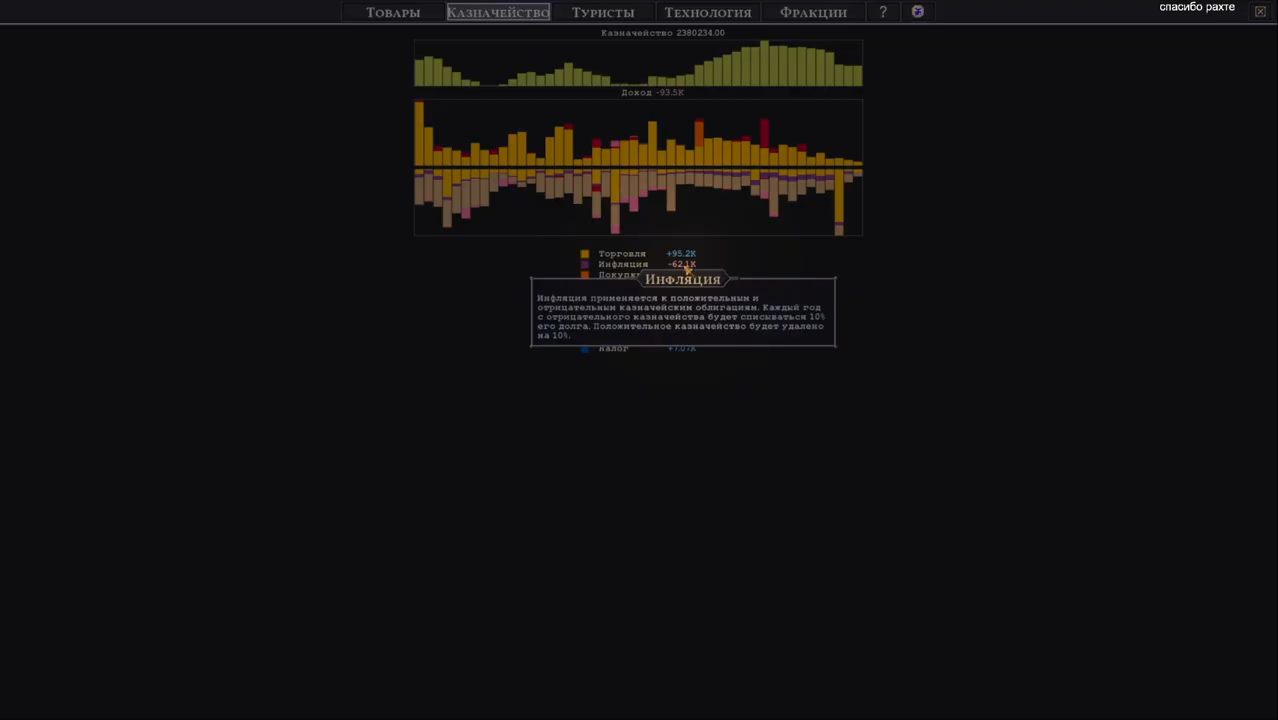 спасибо рахте
Товары Казначейство Туристы Технология Фракции ?
Казначейство 2380234.00
Доход -93.5K
Торговля +95.2K
Инфляция -62.1K
Покупк
Инфляция
Инфляция применяется к положительным и
отрицательным казначейским облигациям. Каждый год
с отрицательного казначейства будет списываться 10%
его долга. Положительное казначейство будет удалено
на 10%.
Налог +7.07K